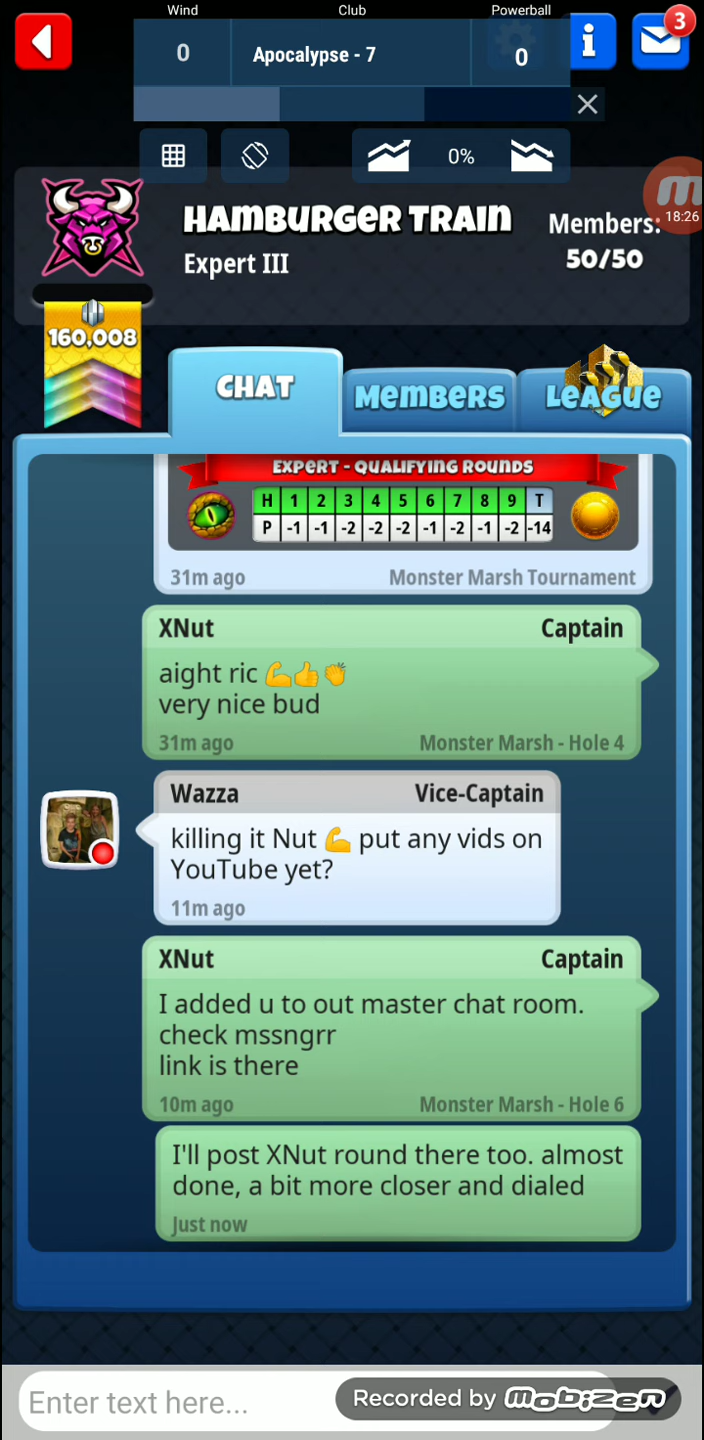 Wind Club Powerball
0 Apocalypse - 7 0
3
0%
18:26
HAMBURGER TRAIN
Members:
Expert III
50/50
160,008
CHAT
MEMBERS
LEAGUE
EXPERT - QUALIFYING ROUNDS
H 1 2 3 4 5 6 7 8 9 T
P -1 -1 -2 -2 -2 -1 -2 -1 -2 -14
31m ago Monster Marsh Tournament
XNut Captain
aight ric 💪👍👏
very nice bud
31m ago Monster Marsh - Hole 4
Wazza Vice-Captain
killing it Nut 💪 put any vids on
YouTube yet?
11m ago
XNut Captain
I added u to out master chat room.
check mssngrr
link is there
10m ago Monster Marsh - Hole 6
I'll post XNut round there too. almost
done, a bit more closer and dialed
Just now
Enter text here...
Recorded by mobizen